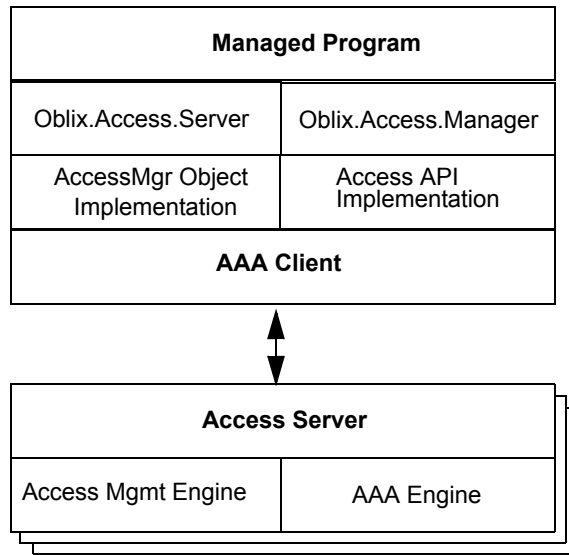 Managed Program
Oblix.Access.Server
Oblix.Access.Manager
AccessMgr Object
Implementation
Access API
Implementation
AAA Client
Access Server
Access Mgmt Engine
AAA Engine